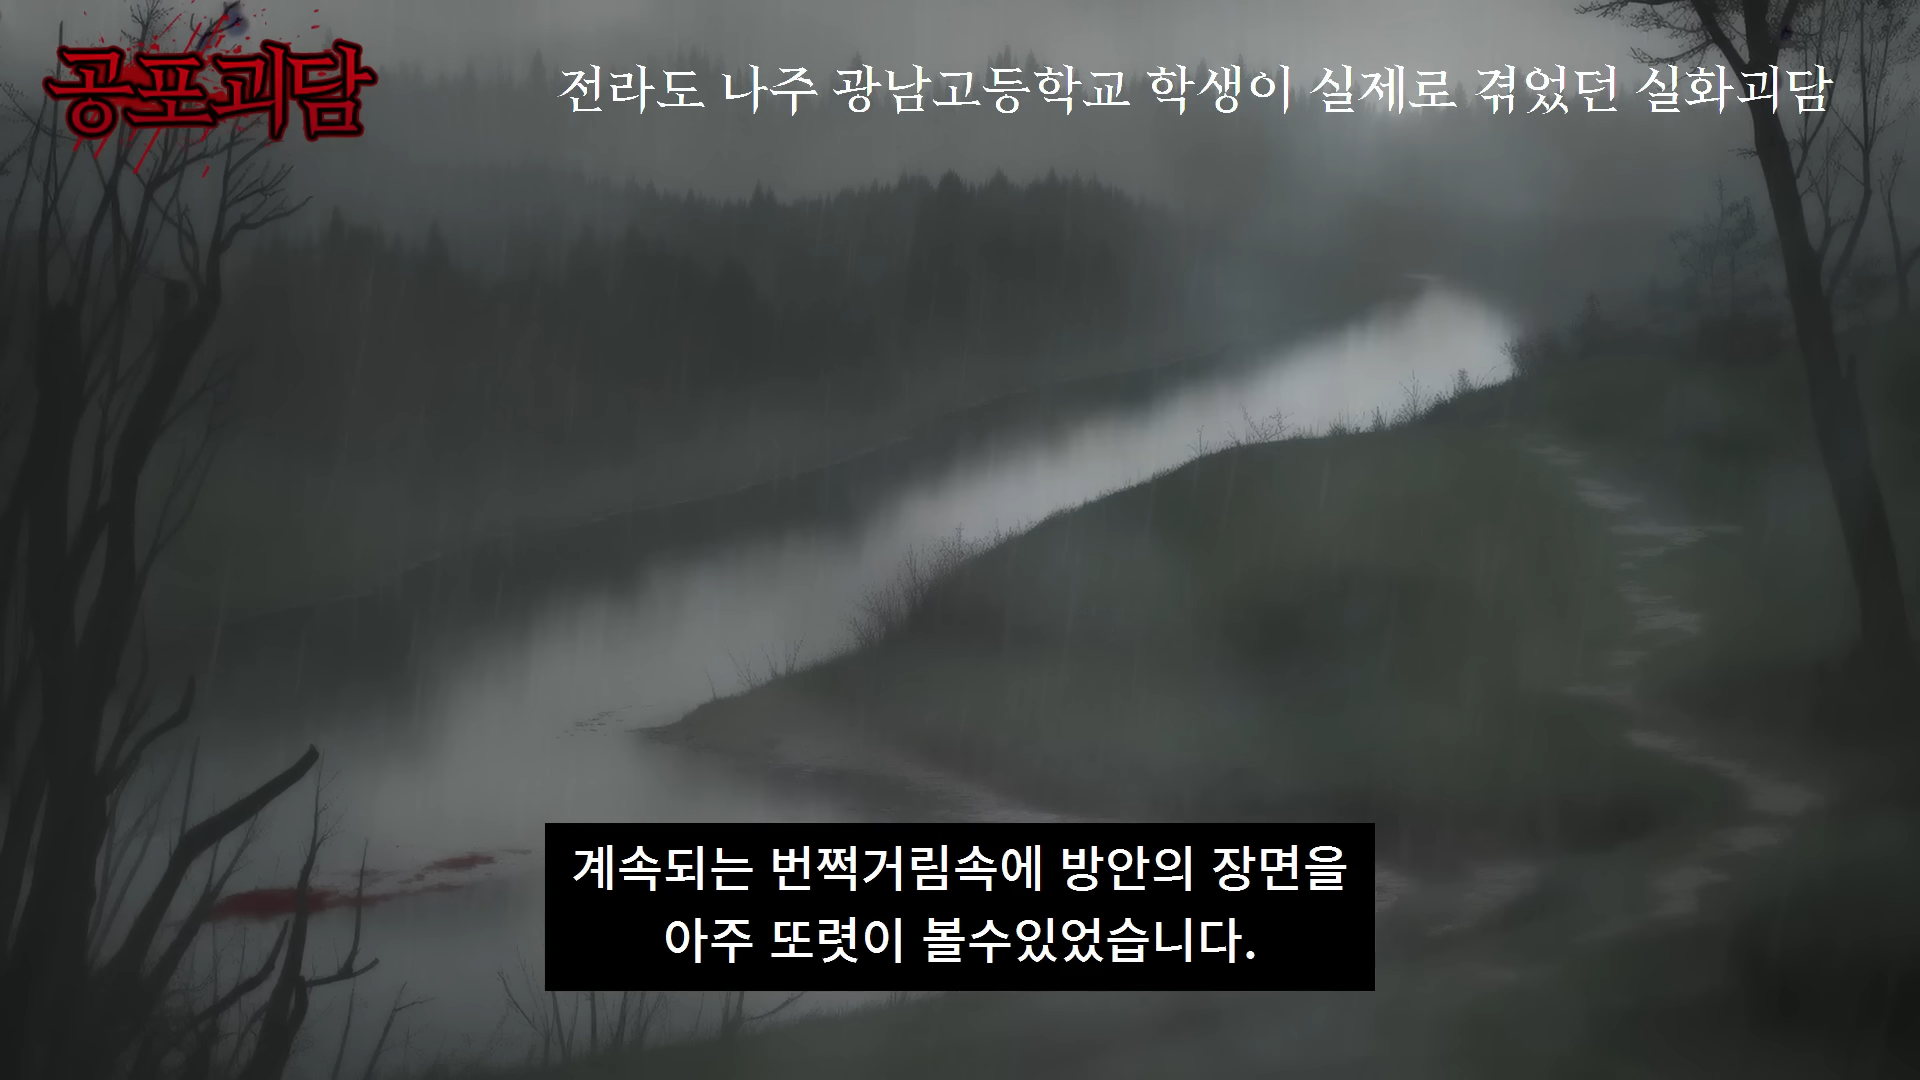 공포괴담
전라도 나주 광남고등학교 학생이 실제로 겪었던 실화괴담
계속되는 번쩍거림속에 방안의 장면을
아주 또렷이 볼수있었습니다.